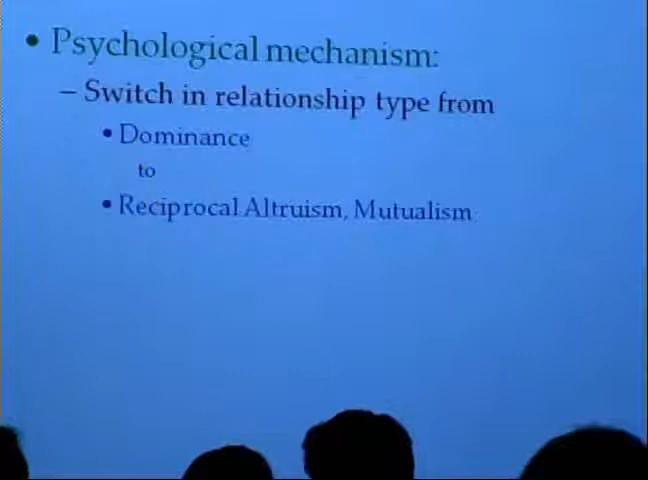 • Psychological mechanism:
– Switch in relationship type from
• Dominance
to
• Reciprocal Altruism, Mutualism